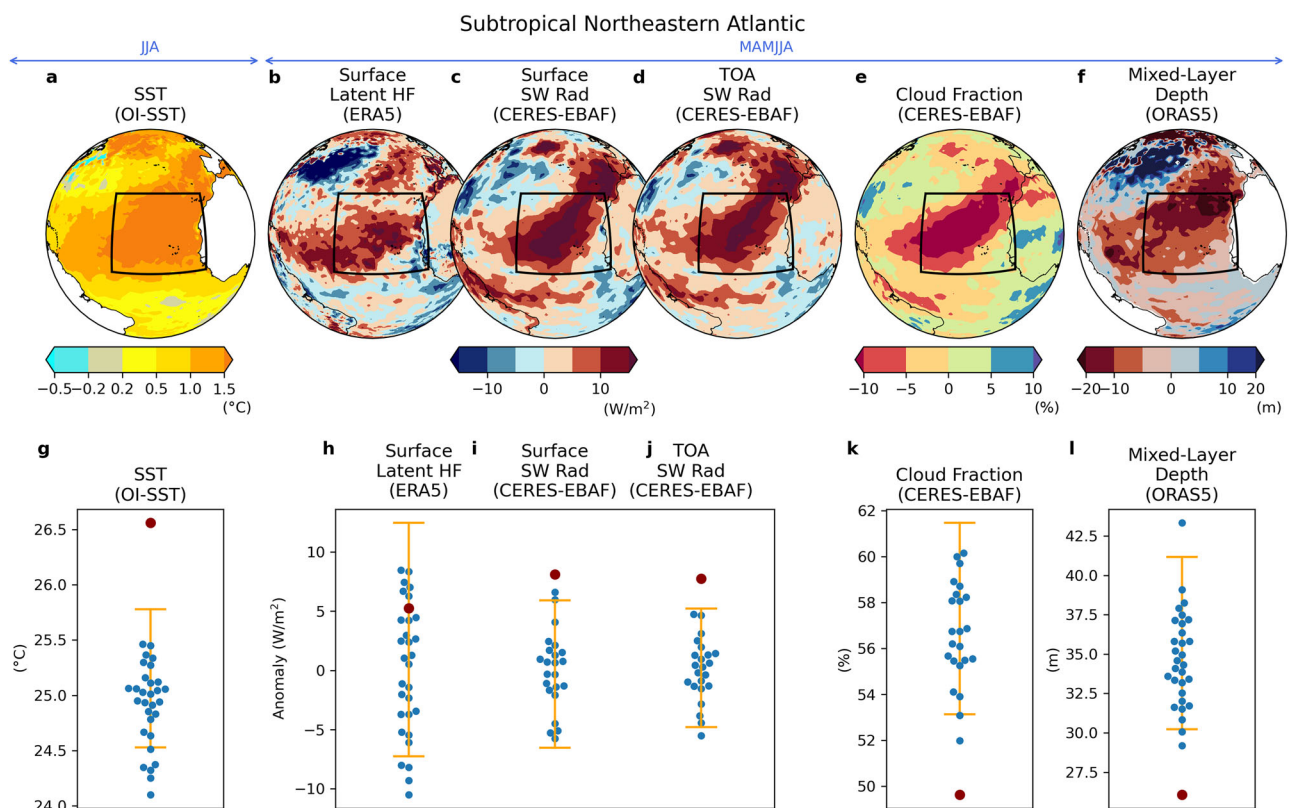 Subtropical Northeastern Atlantic
JJA
MAMJJA
a
SST
(OI-SST)
b
Surface
Latent HF
(ERA5)
c
Surface
SW Rad
(CERES-EBAF)
d
TOA
SW Rad
(CERES-EBAF)
e
Cloud Fraction
(CERES-EBAF)
f
Mixed-Layer
Depth
(ORAS5)
−0.5 −0.2 0.2 0.5 1.0 1.5
(°C)
−10 0 10
(W/m²)
−10 −5 0 5 10
(%)
−20 −10 0 10 20
(m)
g
SST
(OI-SST)
(°C)
26.5
26.0
25.5
25.0
24.5
24.0
h
Surface
Latent HF
(ERA5)
i
Surface
SW Rad
(CERES-EBAF)
j
TOA
SW Rad
(CERES-EBAF)
Anomaly (W/m²)
10
5
0
−5
−10
k
Cloud Fraction
(CERES-EBAF)
(%)
62
60
58
56
54
52
50
l
Mixed-Layer
Depth
(ORAS5)
(m)
42.5
40.0
37.5
35.0
32.5
30.0
27.5